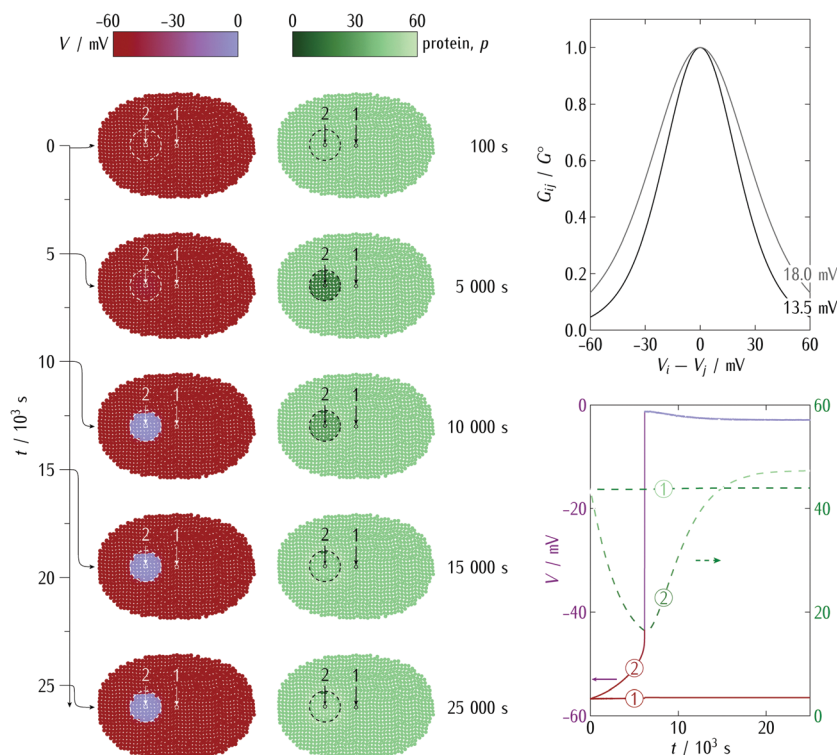 −60 −30 0
V / mV
0 30 60
protein, p
2 1
2 1
0
100 s
2 1
2 1
5
5 000 s
10
2 1
2 1
10 000 s
t / 10³ s
15
2 1
2 1
15 000 s
20
2 1
2 1
25
25 000 s
1.0
0.8
0.6
0.4
0.2
0.0
Gij / G°
18.0 mV
13.5 mV
−60 −30 0 30 60
Vi − Vj / mV
0
−20
−40
−60
V / mV
60
40
20
0
1
2
2
1
0 10 20
t / 10³ s